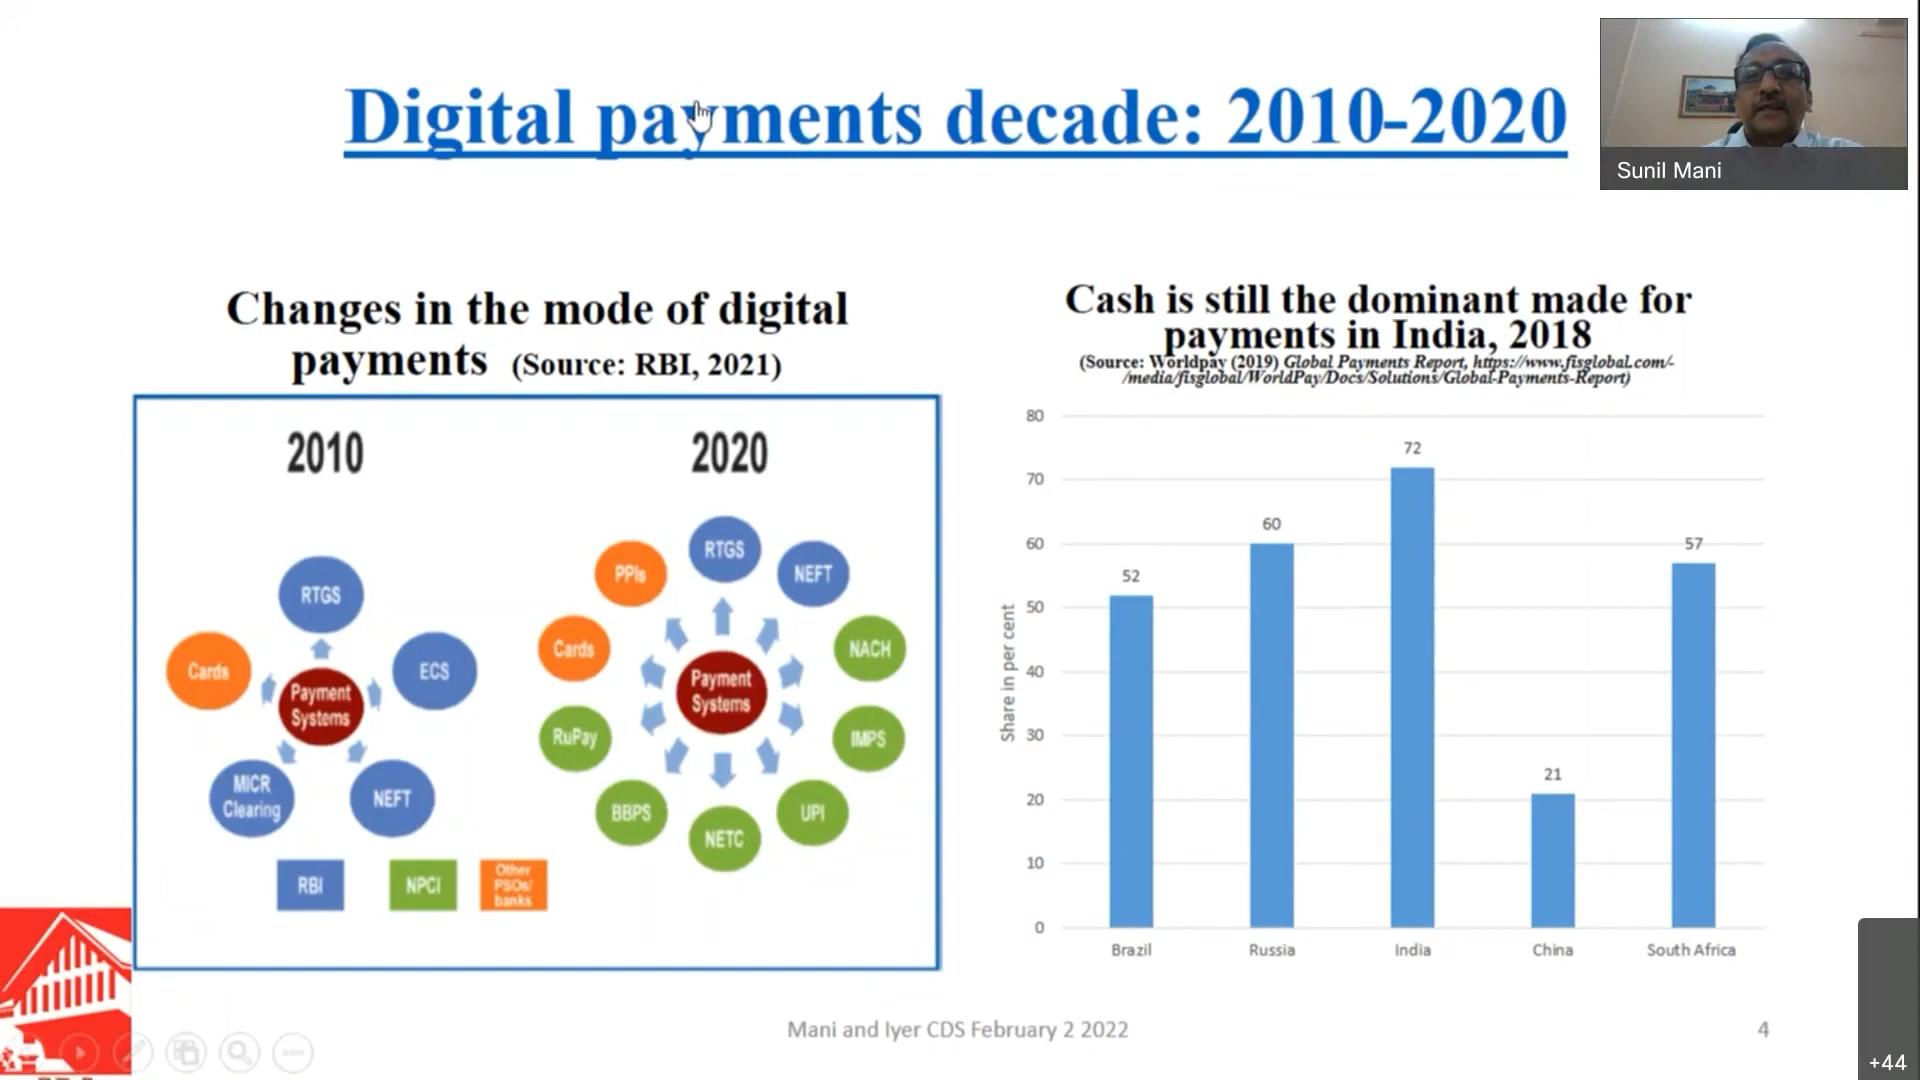 Digital payments decade: 2010-2020
Sunil Mani
Changes in the mode of digital
payments (Source: RBI, 2021)
2010
2020
RTGS
Cards
ECS
Payment
Systems
MICR
Clearing
NEFT
RTGS
PPIs
NEFT
Cards
NACH
Payment
Systems
RuPay
IMPS
BBPS
UPI
NETC
RBI
NPCI
Other
PSOs/
banks
Cash is still the dominant made for
payments in India, 2018
(Source: Worldpay (2019) Global Payments Report, https://www.fisglobal.com/-
/media/fisglobal/WorldPay/Docs/Solutions/Global-Payments-Report)
80
70
60
50
40
30
20
10
0
Share in per cent
52
60
72
21
57
Brazil
Russia
India
China
South Africa
Mani and Iyer CDS February 2 2022
4
+44